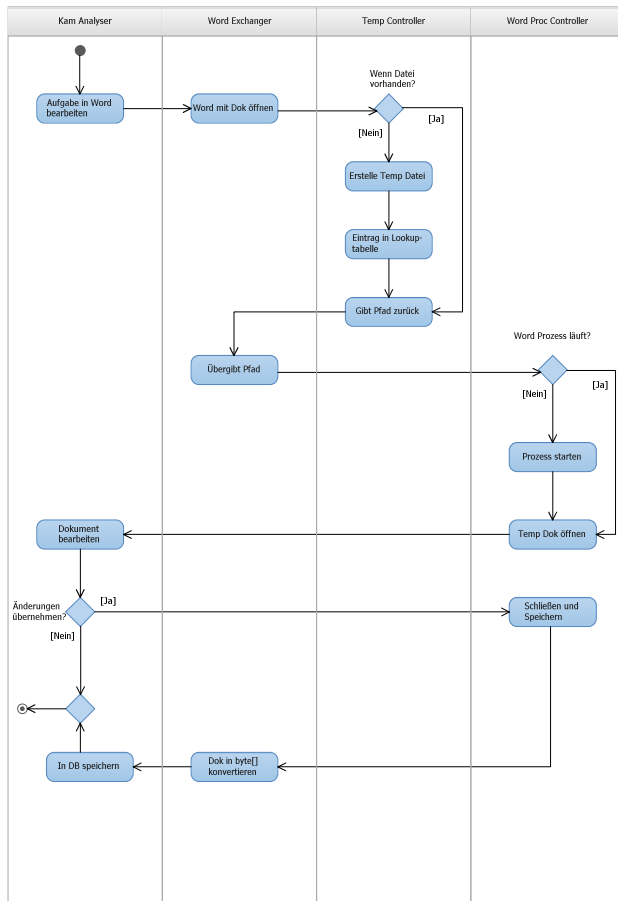 Kam Analyser
Word Exchanger
Temp Controller
Word Proc Controller
Wenn Datei
vorhanden?
Aufgabe in Word
bearbeiten
Word mit Dok öffnen
[Ja]
[Nein]
Erstelle Temp Datei
Eintrag in Lookup-
tabelle
Gibt Pfad zurück
Word Prozess läuft?
Übergibt Pfad
[Ja]
[Nein]
Prozess starten
Dokument
bearbeiten
Temp Dok öffnen
Änderungen
übernehmen?
[Ja]
[Nein]
Schließen und
Speichern
In DB speichern
Dok in byte[]
konvertieren